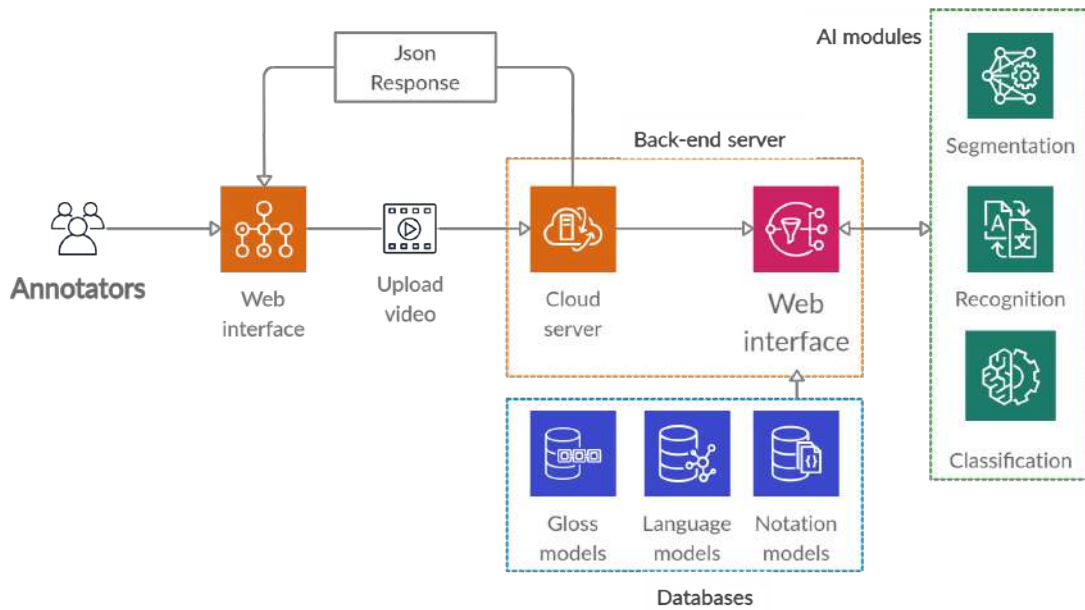 AI modules
Json
Response
Segmentation
Back-end server
Annotators
Web
interface
Upload
video
Cloud
server
Web
interface
A
文
Recognition
Classification
{}
Gloss
models
Language
models
Notation
models
Databases